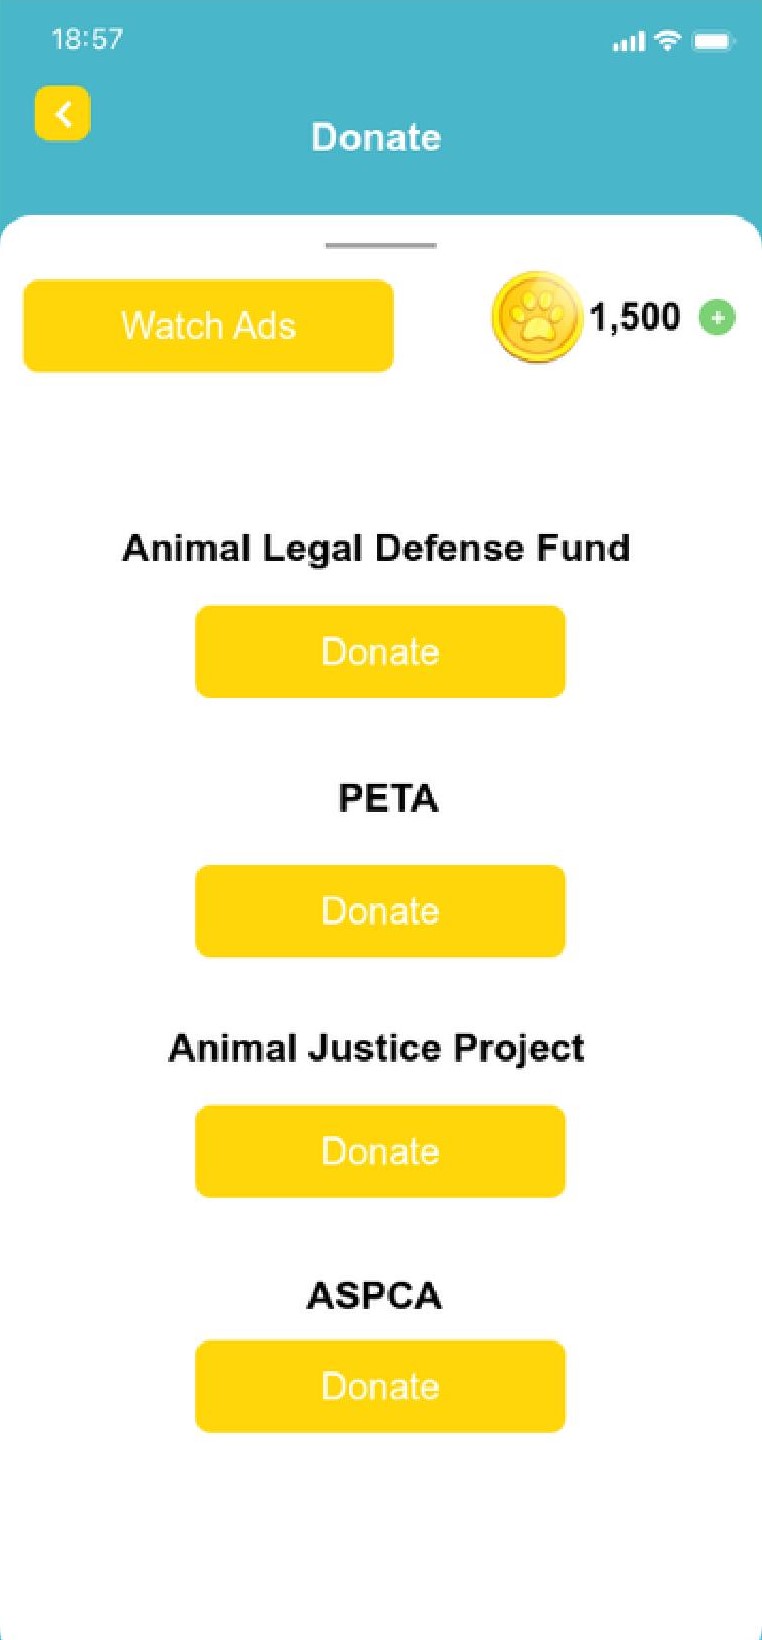 18:57
Donate
Watch Ads
1,500
Animal Legal Defense Fund
Donate
PETA
Donate
Animal Justice Project
Donate
ASPCA
Donate